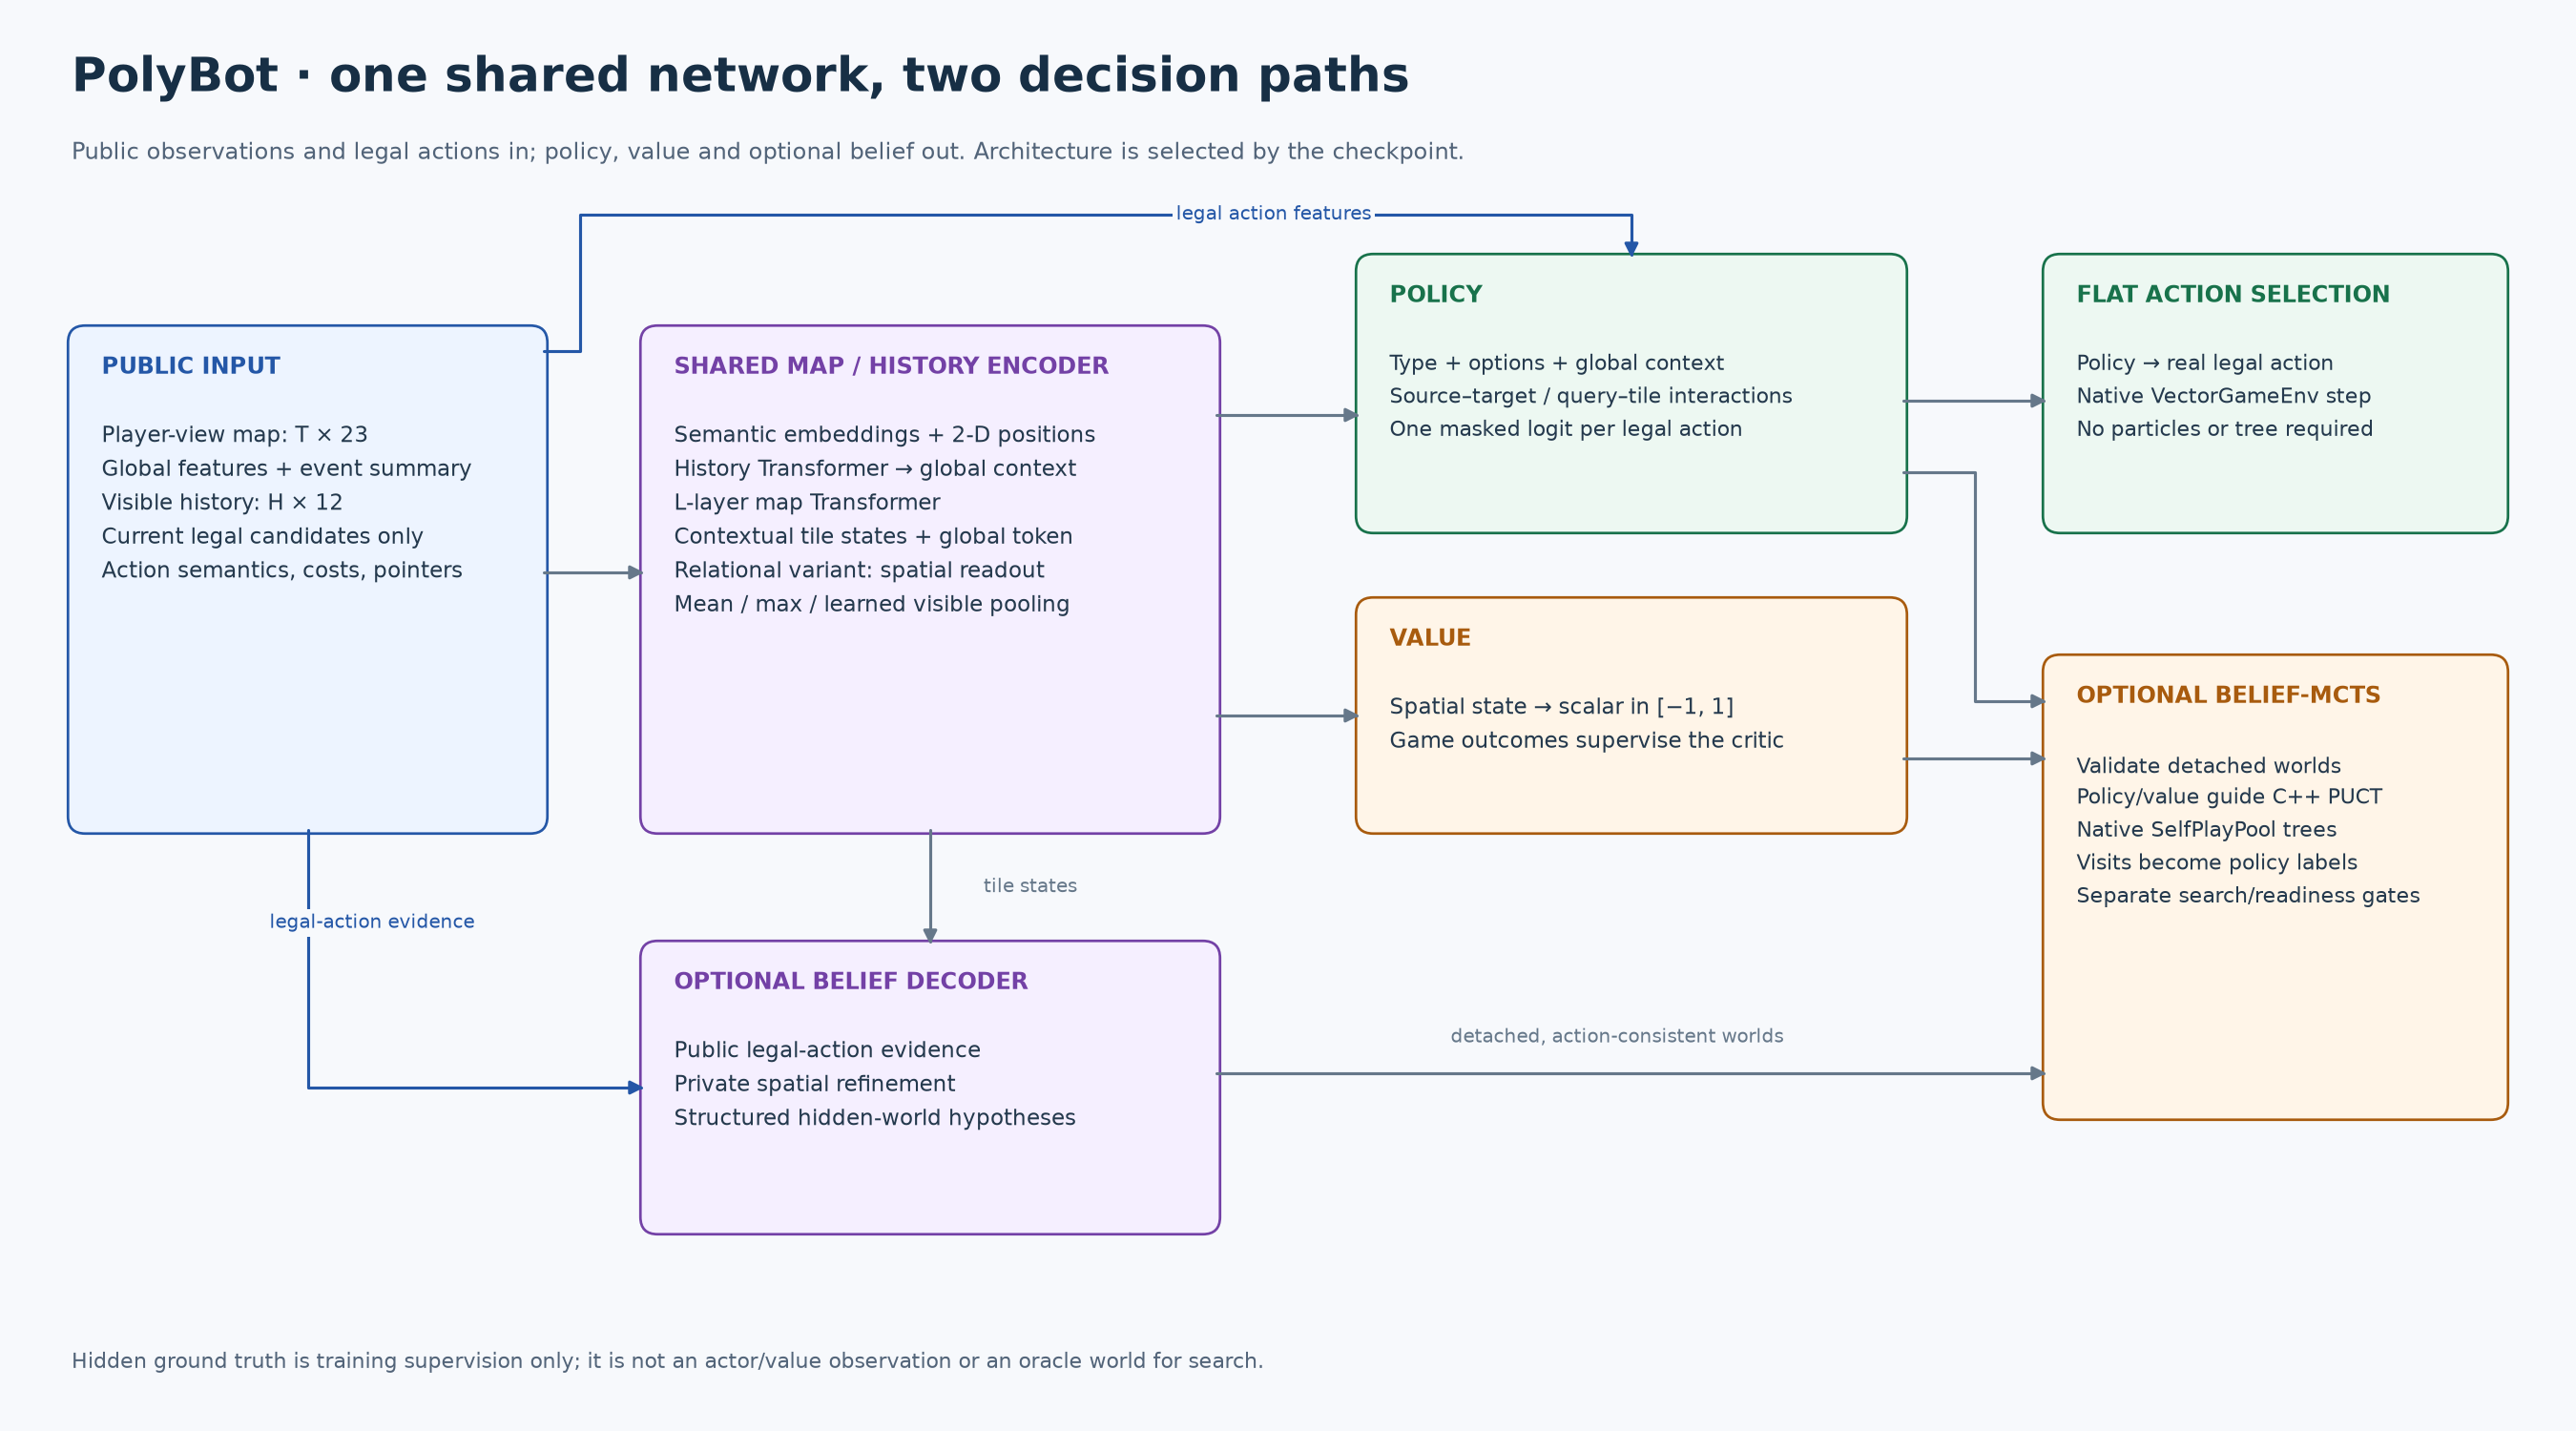 PolyBot · one shared network, two decision paths
Public observations and legal actions in; policy, value and optional belief out. Architecture is selected by the checkpoint.
legal action features
PUBLIC INPUT
Player-view map: T × 23
Global features + event summary
Visible history: H × 12
Current legal candidates only
Action semantics, costs, pointers
SHARED MAP / HISTORY ENCODER
Semantic embeddings + 2-D positions
History Transformer → global context
L-layer map Transformer
Contextual tile states + global token
Relational variant: spatial readout
Mean / max / learned visible pooling
POLICY
Type + options + global context
Source–target / query–tile interactions
One masked logit per legal action
FLAT ACTION SELECTION
Policy → real legal action
Native VectorGameEnv step
No particles or tree required
VALUE
Spatial state → scalar in [−1, 1]
Game outcomes supervise the critic
OPTIONAL BELIEF-MCTS
Validate detached worlds
Policy/value guide C++ PUCT
Native SelfPlayPool trees
Visits become policy labels
Separate search/readiness gates
tile states
legal-action evidence
OPTIONAL BELIEF DECODER
Public legal-action evidence
Private spatial refinement
Structured hidden-world hypotheses
detached, action-consistent worlds
Hidden ground truth is training supervision only; it is not an actor/value observation or an oracle world for search.